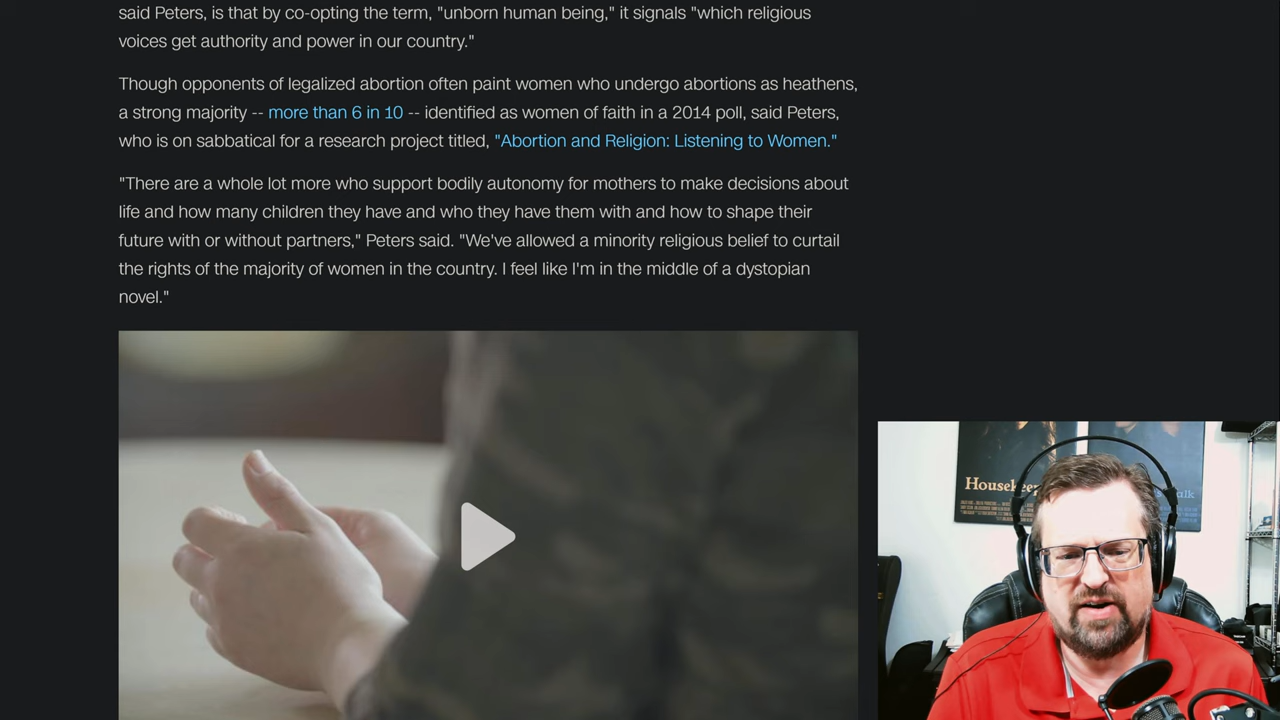 said Peters, is that by co-opting the term, "unborn human being," it signals "which religious
voices get authority and power in our country."
Though opponents of legalized abortion often paint women who undergo abortions as heathens,
a strong majority -- more than 6 in 10 -- identified as women of faith in a 2014 poll, said Peters,
who is on sabbatical for a research project titled, "Abortion and Religion: Listening to Women."
"There are a whole lot more who support bodily autonomy for mothers to make decisions about
life and how many children they have and who they have them with and how to shape their
future with or without partners," Peters said. "We've allowed a minority religious belief to curtail
the rights of the majority of women in the country. I feel like I'm in the middle of a dystopian
novel."